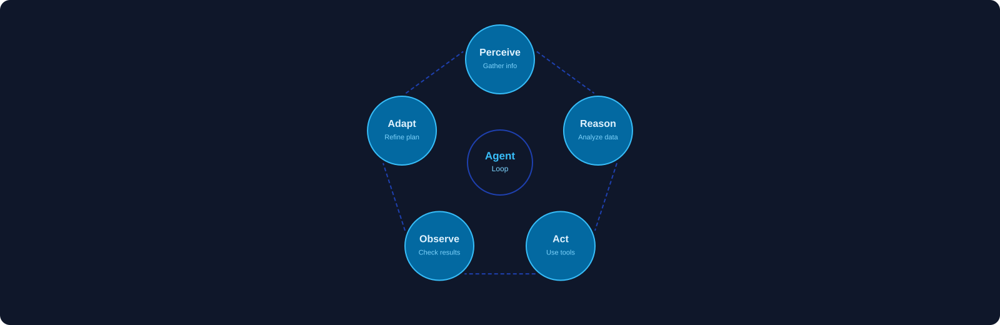 Perceive
Gather info
Adapt
Refine plan
Reason
Analyze data
Agent
Loop
Observe
Check results
Act
Use tools